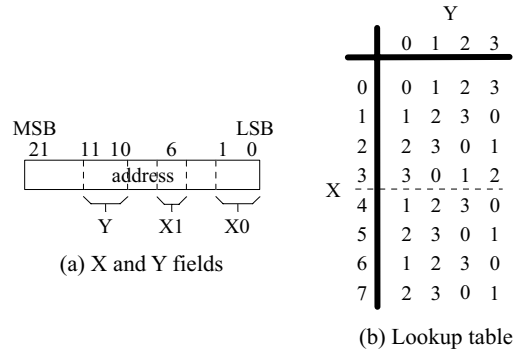 MSB LSB
21 11 10 6 1 0
address
Y X1 X0
(a) X and Y fields
Y
0 1 2 3
0 0 1 2 3
1 1 2 3 0
2 2 3 0 1
3 3 0 1 2
X
4 1 2 3 0
5 2 3 0 1
6 1 2 3 0
7 2 3 0 1
(b) Lookup table